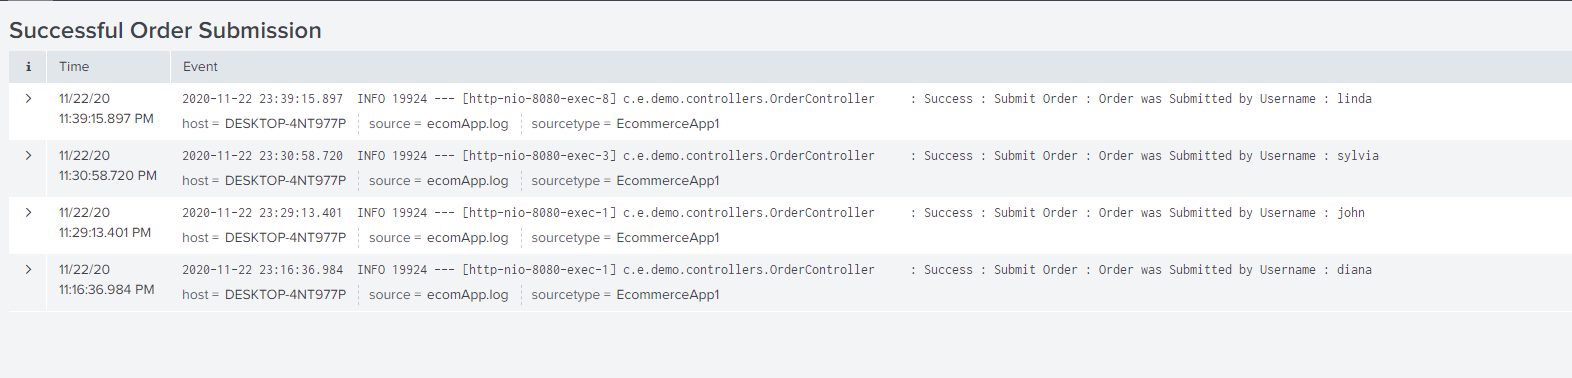 Successful Order Submission
i Time Event
11/22/20 2020-11-22 23:39:15.897 INFO 19924 --- [http-nio-8080-exec-8] c.e.demo.controllers.OrderController : Success : Submit Order : Order was Submitted by Username : linda
11:39:15.897 PM host = DESKTOP-4NT977P source = ecomApp.log sourcetype = EcommerceApp1
11/22/20 2020-11-22 23:30:58.720 INFO 19924 --- [http-nio-8080-exec-3] c.e.demo.controllers.OrderController : Success : Submit Order : Order was Submitted by Username : sylvia
11:30:58.720 PM host = DESKTOP-4NT977P source = ecomApp.log sourcetype = EcommerceApp1
11/22/20 2020-11-22 23:29:13.401 INFO 19924 --- [http-nio-8080-exec-1] c.e.demo.controllers.OrderController : Success : Submit Order : Order was Submitted by Username : john
11:29:13.401 PM host = DESKTOP-4NT977P source = ecomApp.log sourcetype = EcommerceApp1
11/22/20 2020-11-22 23:16:36.984 INFO 19924 --- [http-nio-8080-exec-1] c.e.demo.controllers.OrderController : Success : Submit Order : Order was Submitted by Username : diana
11:16:36.984 PM host = DESKTOP-4NT977P source = ecomApp.log sourcetype = EcommerceApp1